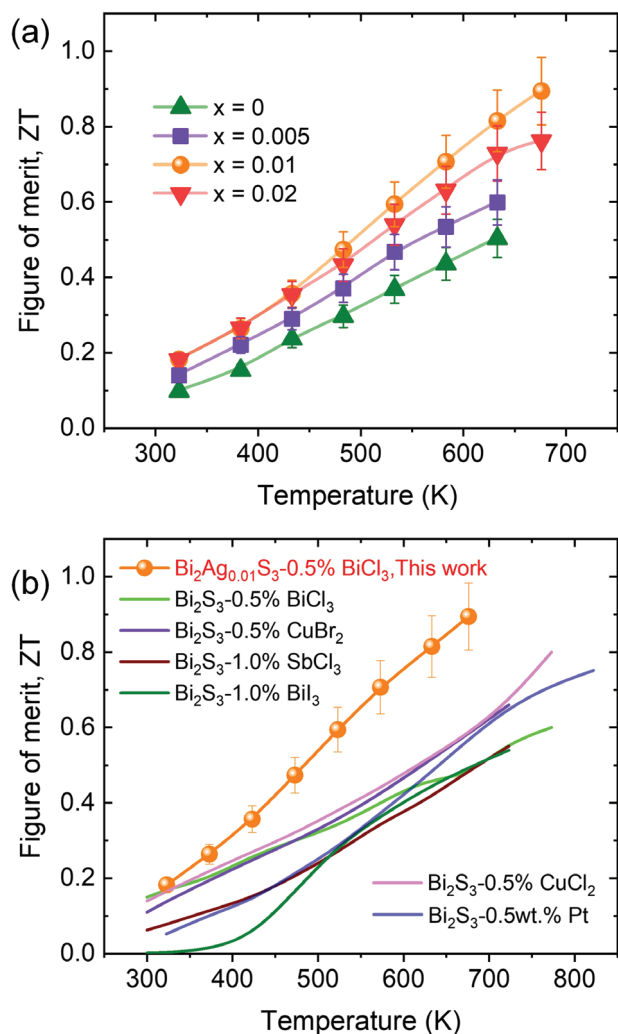 (a)
1.0
0.8
0.6
0.4
0.2
0.0
Figure of merit, ZT
x = 0
x = 0.005
x = 0.01
x = 0.02
300 400 500 600 700
Temperature (K)
(b)
1.0
0.8
0.6
0.4
0.2
0.0
Figure of merit, ZT
Bi₂Ag₀.₀₁S₃-0.5% BiCl₃,This work
Bi₂S₃-0.5% BiCl₃
Bi₂S₃-0.5% CuBr₂
Bi₂S₃-1.0% SbCl₃
Bi₂S₃-1.0% BiI₃
Bi₂S₃-0.5% CuCl₂
Bi₂S₃-0.5wt.% Pt
300 400 500 600 700 800
Temperature (K)